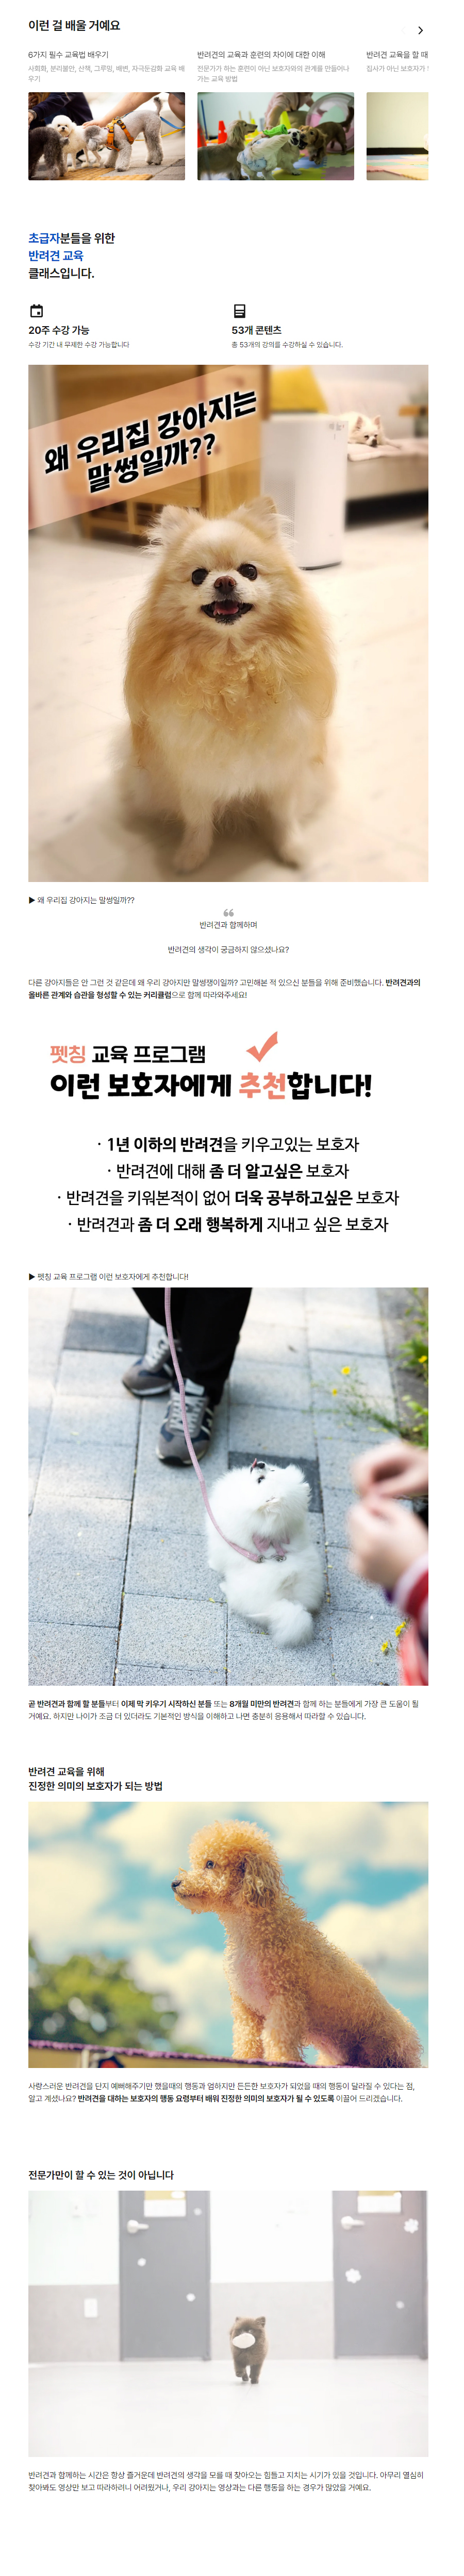 이런 걸 배울 거예요
6가지 필수 교육법 배우기
사회화, 분리불안, 산책, 그루밍, 배변, 자극둔감화 교육 배
우기
반려견의 교육과 훈련의 차이에 대한 이해
전문가가 하는 훈련이 아닌 보호자와의 관계를 만들어나
가는 교육 방법
반려견 교육을 할 때
집사가 아닌 보호자가
초급자분들을 위한
반려견 교육
클래스입니다.
20주 수강 가능
수강 기간 내 무제한 수강 가능합니다
53개 콘텐츠
총 53개의 강의를 수강하실 수 있습니다.
왜 우리집 강아지는
말썽일까??
▶ 왜 우리집 강아지는 말썽일까??
반려견과 함께하며
반려견의 생각이 궁금하지 않으셨나요?
다른 강아지들은 안 그런 것 같은데 왜 우리 강아지만 말썽쟁이일까? 고민해본 적 있으신 분들을 위해 준비했습니다. 반려견과의
올바른 관계와 습관을 형성할 수 있는 커리큘럼으로 함께 따라와주세요!
펫칭 교육 프로그램
이런 보호자에게 추천합니다!
· 1년 이하의 반려견을 키우고있는 보호자
· 반려견에 대해 좀 더 알고싶은 보호자
· 반려견을 키워본적이 없어 더욱 공부하고싶은 보호자
· 반려견과 좀 더 오래 행복하게 지내고 싶은 보호자
▶ 펫칭 교육 프로그램 이런 보호자에게 추천합니다!
곧 반려견과 함께 할 분들부터 이제 막 키우기 시작하신 분들 또는 8개월 미만의 반려견과 함께 하는 분들에게 가장 큰 도움이 될
거예요. 하지만 나이가 조금 더 있더라도 기본적인 방식을 이해하고 나면 충분히 응용해서 따라할 수 있습니다.
반려견 교육을 위해
진정한 의미의 보호자가 되는 방법
사랑스러운 반려견을 단지 예뻐해주기만 했을때의 행동과 엄하지만 든든한 보호자가 되었을 때의 행동이 달라질 수 있다는 점,
알고 계셨나요? 반려견을 대하는 보호자의 행동 요령부터 배워 진정한 의미의 보호자가 될 수 있도록 이끌어 드리겠습니다.
전문가만이 할 수 있는 것이 아닙니다
반려견과 함께하는 시간은 항상 즐거운데 반려견의 생각을 모를 때 찾아오는 힘들고 지치는 시기가 있을 것입니다. 아무리 열심히
찾아봐도 영상만 보고 따라하려니 어려웠거나, 우리 강아지는 영상과는 다른 행동을 하는 경우가 많았을 거예요.